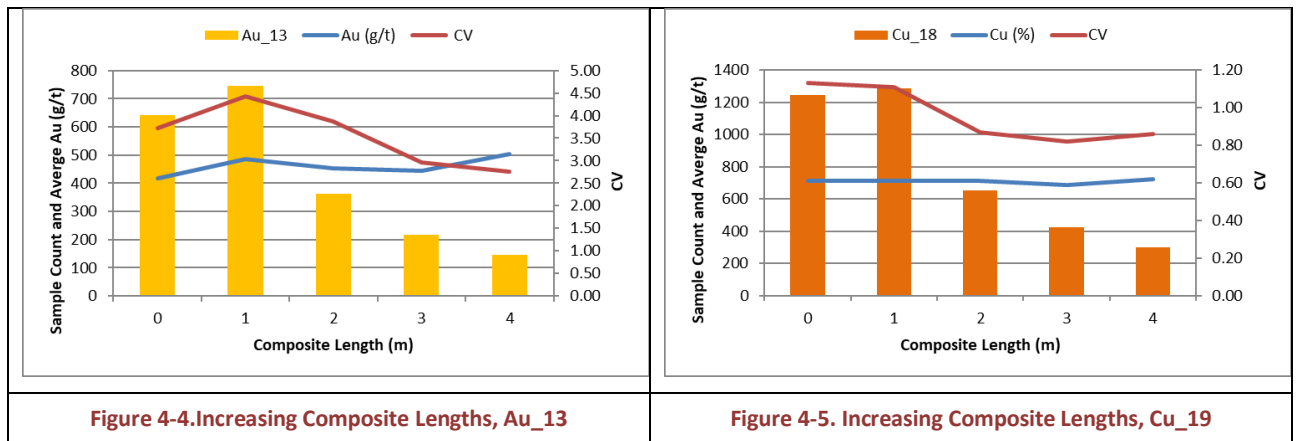 Au_13 Au (g/t) CV
Sample Count and Averge Au (g/t)
800
700
600
500
400
300
200
100
0
5.00
4.50
4.00
3.50
3.00
2.50
2.00
1.50
1.00
0.50
0.00
CV
0 1 2 3 4
Composite Length (m)
Figure 4-4.Increasing Composite Lengths, Au_13
Cu_18 Cu (%) CV
Sample Count and Averge Au (g/t)
1400
1200
1000
800
600
400
200
0
1.20
1.00
0.80
0.60
0.40
0.20
0.00
CV
0 1 2 3 4
Composite Length (m)
Figure 4-5. Increasing Composite Lengths, Cu_19